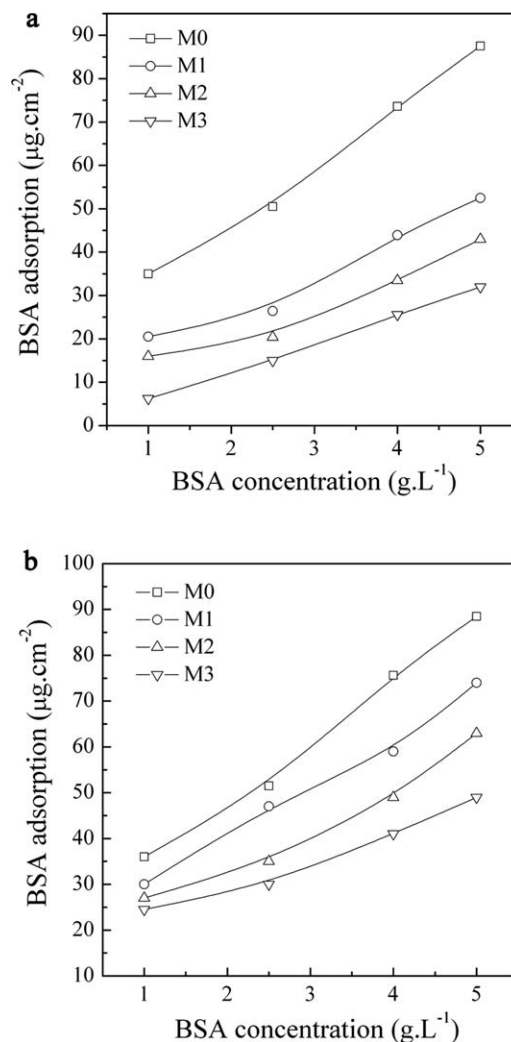 a
90
80
70
60
50
40
30
20
10
0
M0
M1
M2
M3
BSA adsorption (μg.cm⁻²)
1 2 3 4 5
BSA concentration (g.L⁻¹)
b
100
90
80
70
60
50
40
30
20
10
M0
M1
M2
M3
BSA adsorption (μg.cm⁻²)
1 2 3 4 5
BSA concentration (g.L⁻¹)